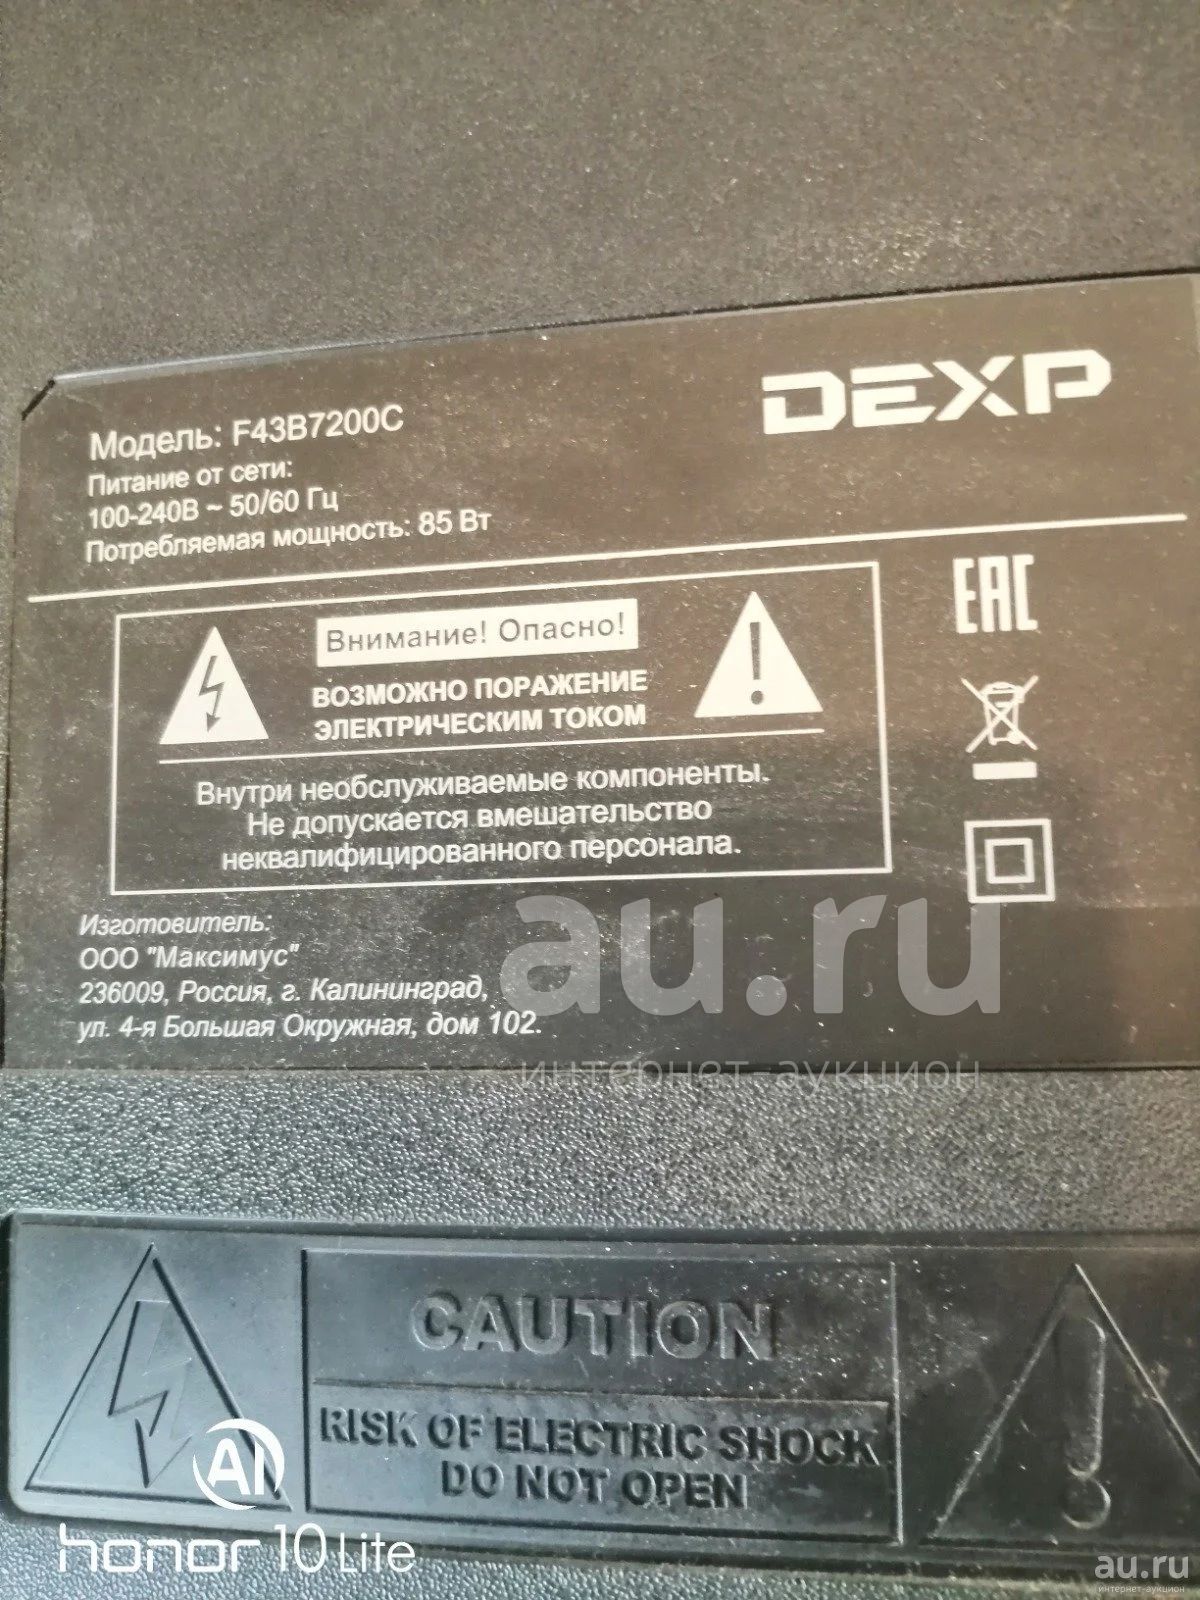 DEXP
Модель: F43B7200C
Питание от сети:
100-240В ~ 50/60 Гц
Потребляемая мощность: 85 Вт
EAC
Внимание! Опасно!
ВОЗМОЖНО ПОРАЖЕНИЕ
ЭЛЕКТРИЧЕСКИМ ТОКОМ
Внутри необслуживаемые компоненты.
Не допускается вмешательство
неквалифицированного персонала.
Изготовитель:
ООО "Максимус"
236009, Россия, г. Калининград,
ул. 4-я Большая Окружная, дом 102.
au.ru
интернет-аукцион
CAUTION
RISK OF ELECTRIC SHOCK
DO NOT OPEN
AI
honor 10 Lite
au.ru
интернет-аукцион